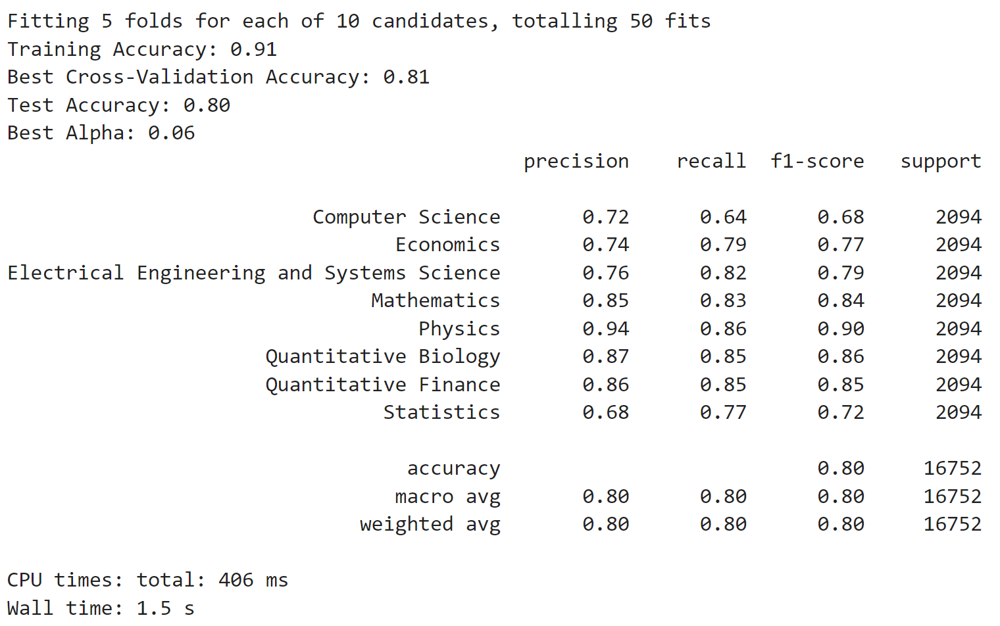 Fitting 5 folds for each of 10 candidates, totalling 50 fits
Training Accuracy: 0.91
Best Cross-Validation Accuracy: 0.81
Test Accuracy: 0.80
Best Alpha: 0.06
precision recall f1-score support
Computer Science 0.72 0.64 0.68 2094
Economics 0.74 0.79 0.77 2094
Electrical Engineering and Systems Science 0.76 0.82 0.79 2094
Mathematics 0.85 0.83 0.84 2094
Physics 0.94 0.86 0.90 2094
Quantitative Biology 0.87 0.85 0.86 2094
Quantitative Finance 0.86 0.85 0.85 2094
Statistics 0.68 0.77 0.72 2094
accuracy 0.80 16752
macro avg 0.80 0.80 0.80 16752
weighted avg 0.80 0.80 0.80 16752
CPU times: total: 406 ms
Wall time: 1.5 s